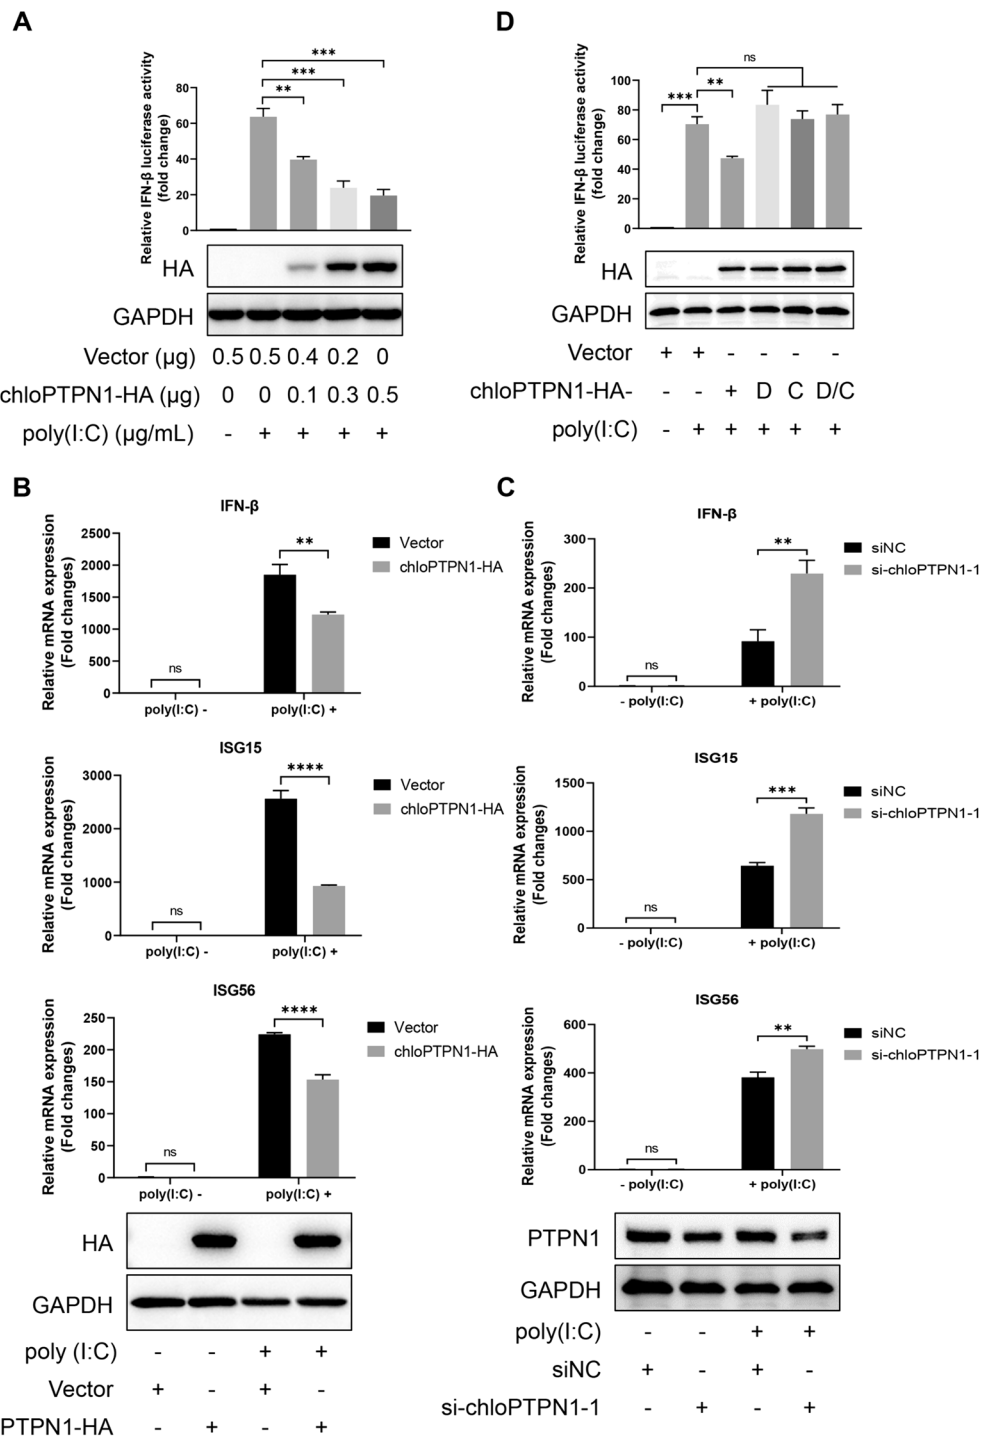 A
Relative IFN-β luciferase activity
(fold change)
80
60
40
20
0
***
***
**
HA
GAPDH
Vector (µg) 0.5 0.5 0.4 0.2 0
chloPTPN1-HA (µg) 0 0 0.1 0.3 0.5
poly(I:C) (µg/mL) - + + + +
D
Relative IFN-β luciferase activity
(fold change)
100
80
60
40
20
0
ns
*** **
HA
GAPDH
Vector + + - - - -
chloPTPN1-HA- - - + D C D/C
poly(I:C) - + + + + +
B
IFN-β
Relative mRNA expression
(Fold changes)
2500
2000
1500
1000
500
0
ns
**
poly(I:C) - poly(I:C) +
Vector
chloPTPN1-HA
ISG15
Relative mRNA expression
(Fold changes)
3000
2000
1000
0
ns
****
poly(I:C) - poly(I:C) +
Vector
chloPTPN1-HA
ISG56
Relative mRNA expression
(Fold changes)
250
200
150
100
50
0
ns
****
poly(I:C) - poly(I:C) +
Vector
chloPTPN1-HA
HA
GAPDH
poly (I:C) - - + +
Vector + - + -
PTPN1-HA - + - +
C
IFN-β
Relative mRNA expression
(Fold changes)
300
200
100
0
ns
**
- poly(I:C) + poly(I:C)
siNC
si-chloPTPN1-1
ISG15
Relative mRNA expression
(Fold changes)
1500
1000
500
0
ns
***
- poly(I:C) + poly(I:C)
siNC
si-chloPTPN1-1
ISG56
Relative mRNA expression
(Fold changes)
600
400
200
0
ns
**
- poly(I:C) + poly(I:C)
siNC
si-chloPTPN1-1
PTPN1
GAPDH
poly(I:C) - - + +
siNC + - + -
si-chloPTPN1-1 - + - +